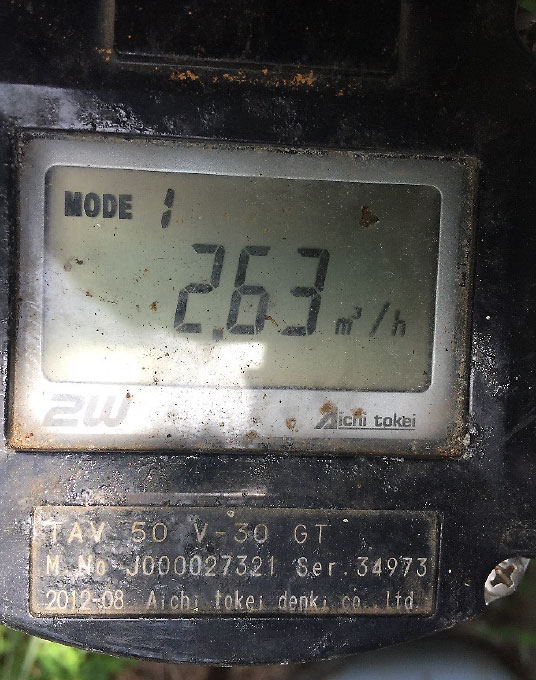 MODE 1
2.63 m³/h
2W Aichi tokei
TAV 50 V-30 GT
M.No J000027321 Ser.34973
2012-08 Aichi tokei denki co.,ltd.